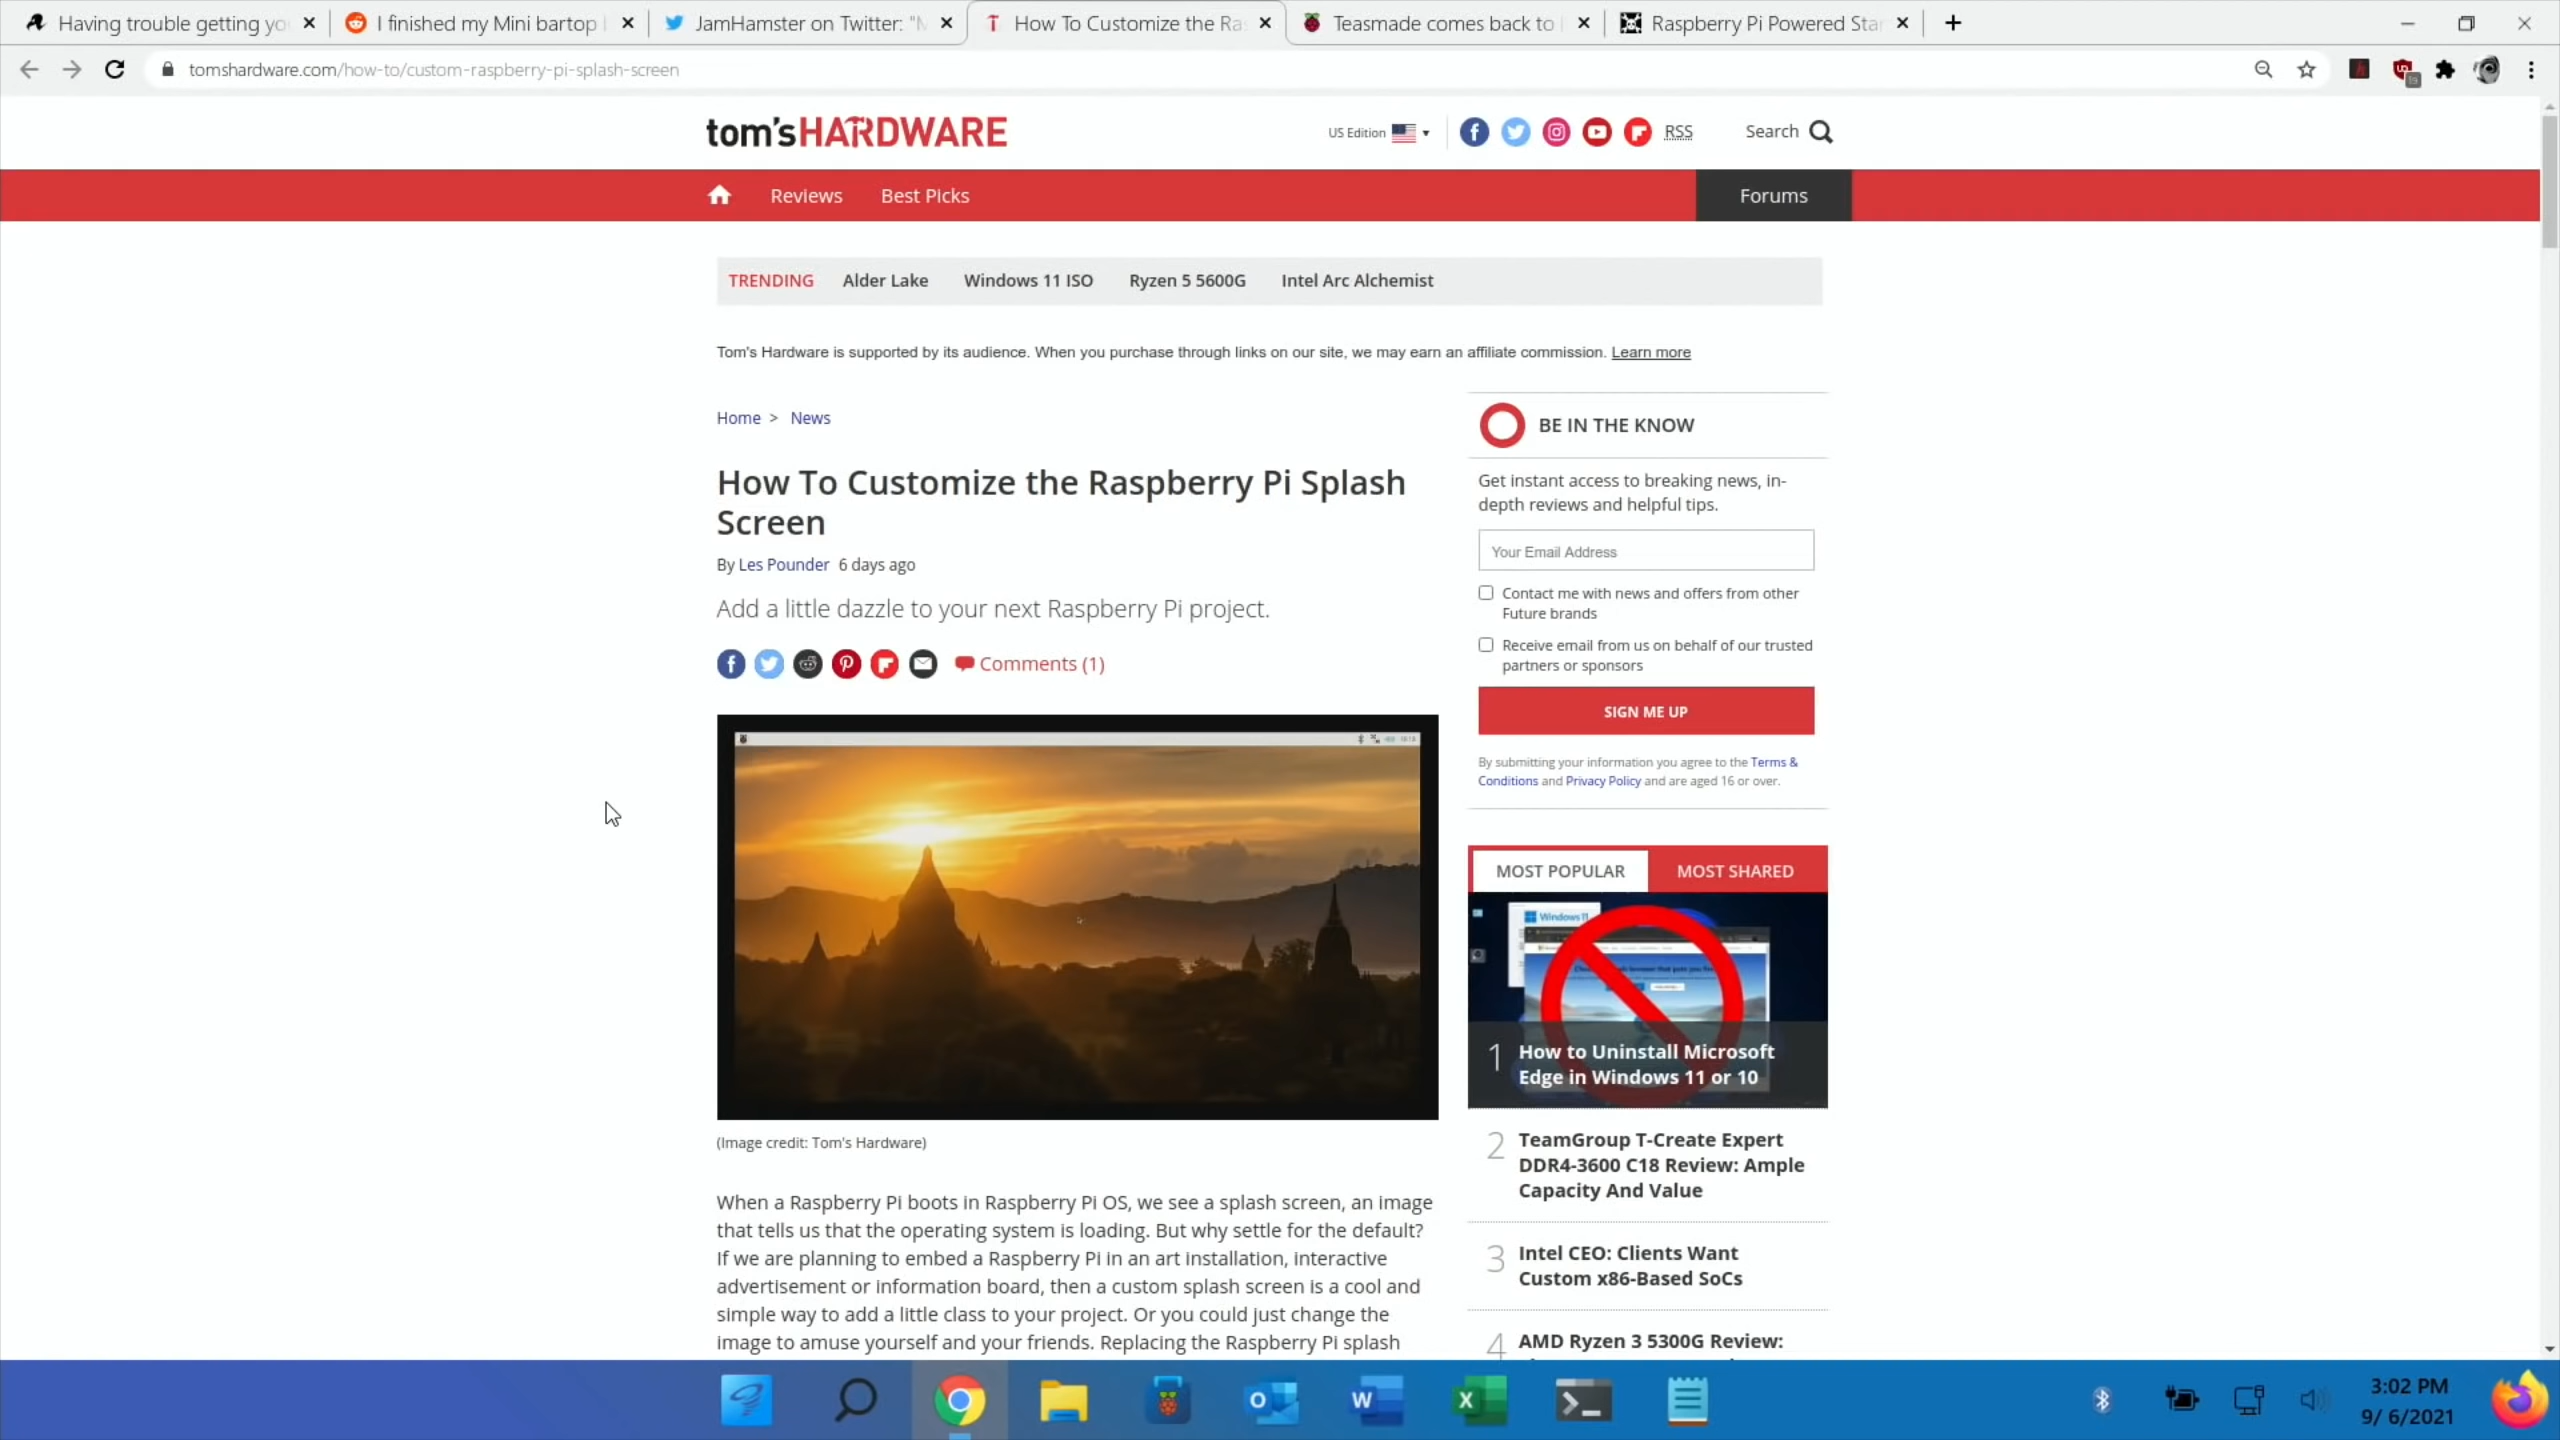 Having trouble getting yo
I finished my Mini bartop
JamHamster on Twitter: "M
How To Customize the Ras
Teasmade comes back to
Raspberry Pi Powered Star
tomshardware.com/how-to/custom-raspberry-pi-splash-screen
tom'sHARDWARE
US Edition
RSS
Search
Reviews
Best Picks
Forums
TRENDING
Alder Lake
Windows 11 ISO
Ryzen 5 5600G
Intel Arc Alchemist
Tom's Hardware is supported by its audience. When you purchase through links on our site, we may earn an affiliate commission. Learn more
Home > News
How To Customize the Raspberry Pi Splash
Screen
By Les Pounder 6 days ago
Add a little dazzle to your next Raspberry Pi project.
Comments (1)
(Image credit: Tom's Hardware)
When a Raspberry Pi boots in Raspberry Pi OS, we see a splash screen, an image
that tells us that the operating system is loading. But why settle for the default?
If we are planning to embed a Raspberry Pi in an art installation, interactive
advertisement or information board, then a custom splash screen is a cool and
simple way to add a little class to your project. Or you could just change the
image to amuse yourself and your friends. Replacing the Raspberry Pi splash
BE IN THE KNOW
Get instant access to breaking news, in-
depth reviews and helpful tips.
Your Email Address
Contact me with news and offers from other
Future brands
Receive email from us on behalf of our trusted
partners or sponsors
SIGN ME UP
By submitting your information you agree to the Terms &
Conditions and Privacy Policy and are aged 16 or over.
MOST POPULAR
MOST SHARED
Windows 11
1 How to Uninstall Microsoft
Edge in Windows 11 or 10
2 TeamGroup T-Create Expert
DDR4-3600 C18 Review: Ample
Capacity And Value
3 Intel CEO: Clients Want
Custom x86-Based SoCs
4 AMD Ryzen 3 5300G Review:
3:02 PM
9/ 6/2021